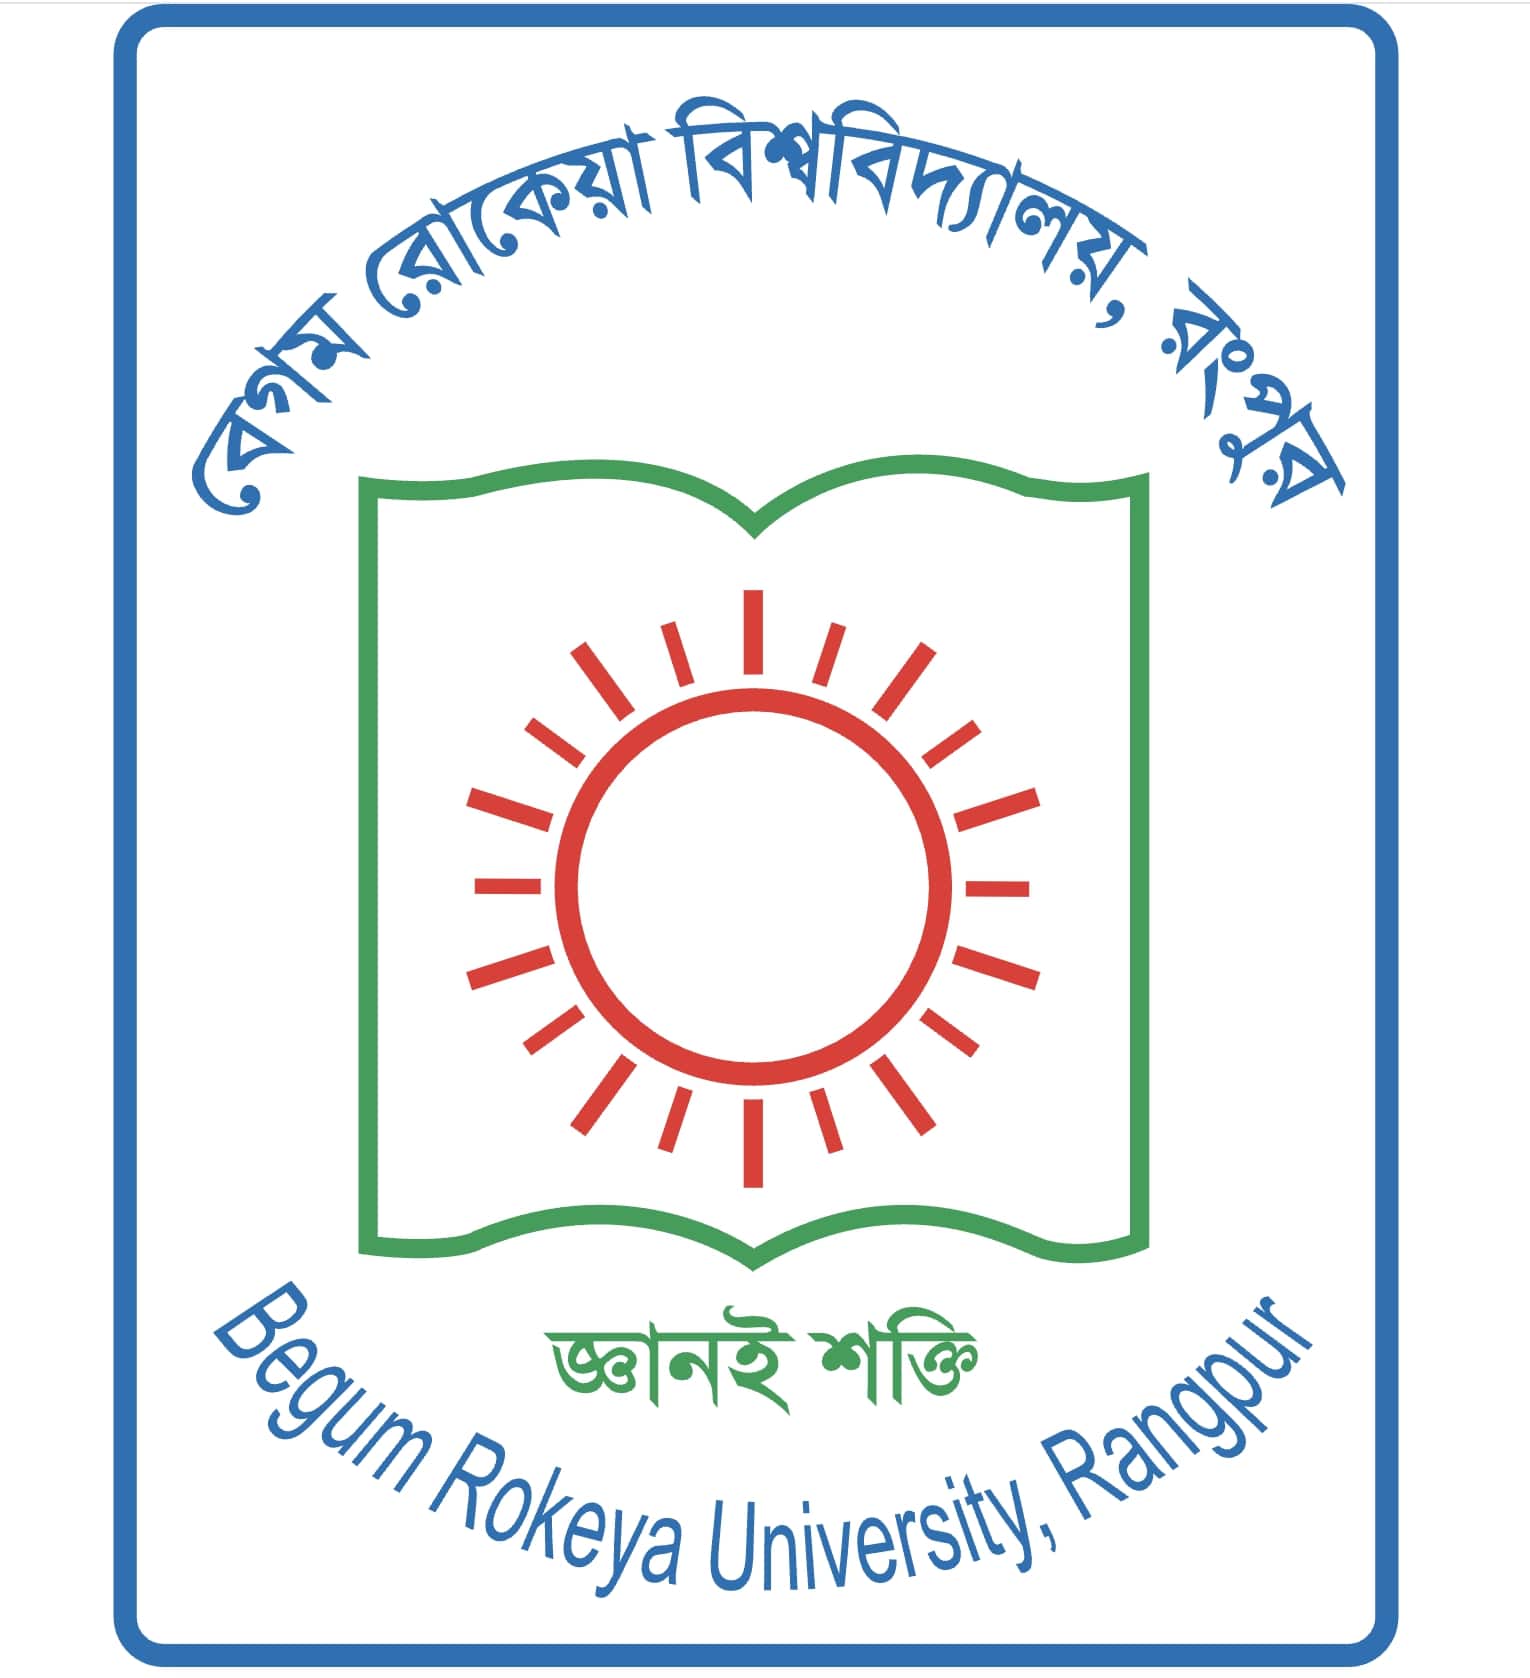 বেগম রোকেয়া বিশ্ববিদ্যালয়, রংপুর
জ্ঞানই শক্তি
Begum Rokeya University, Rangpur